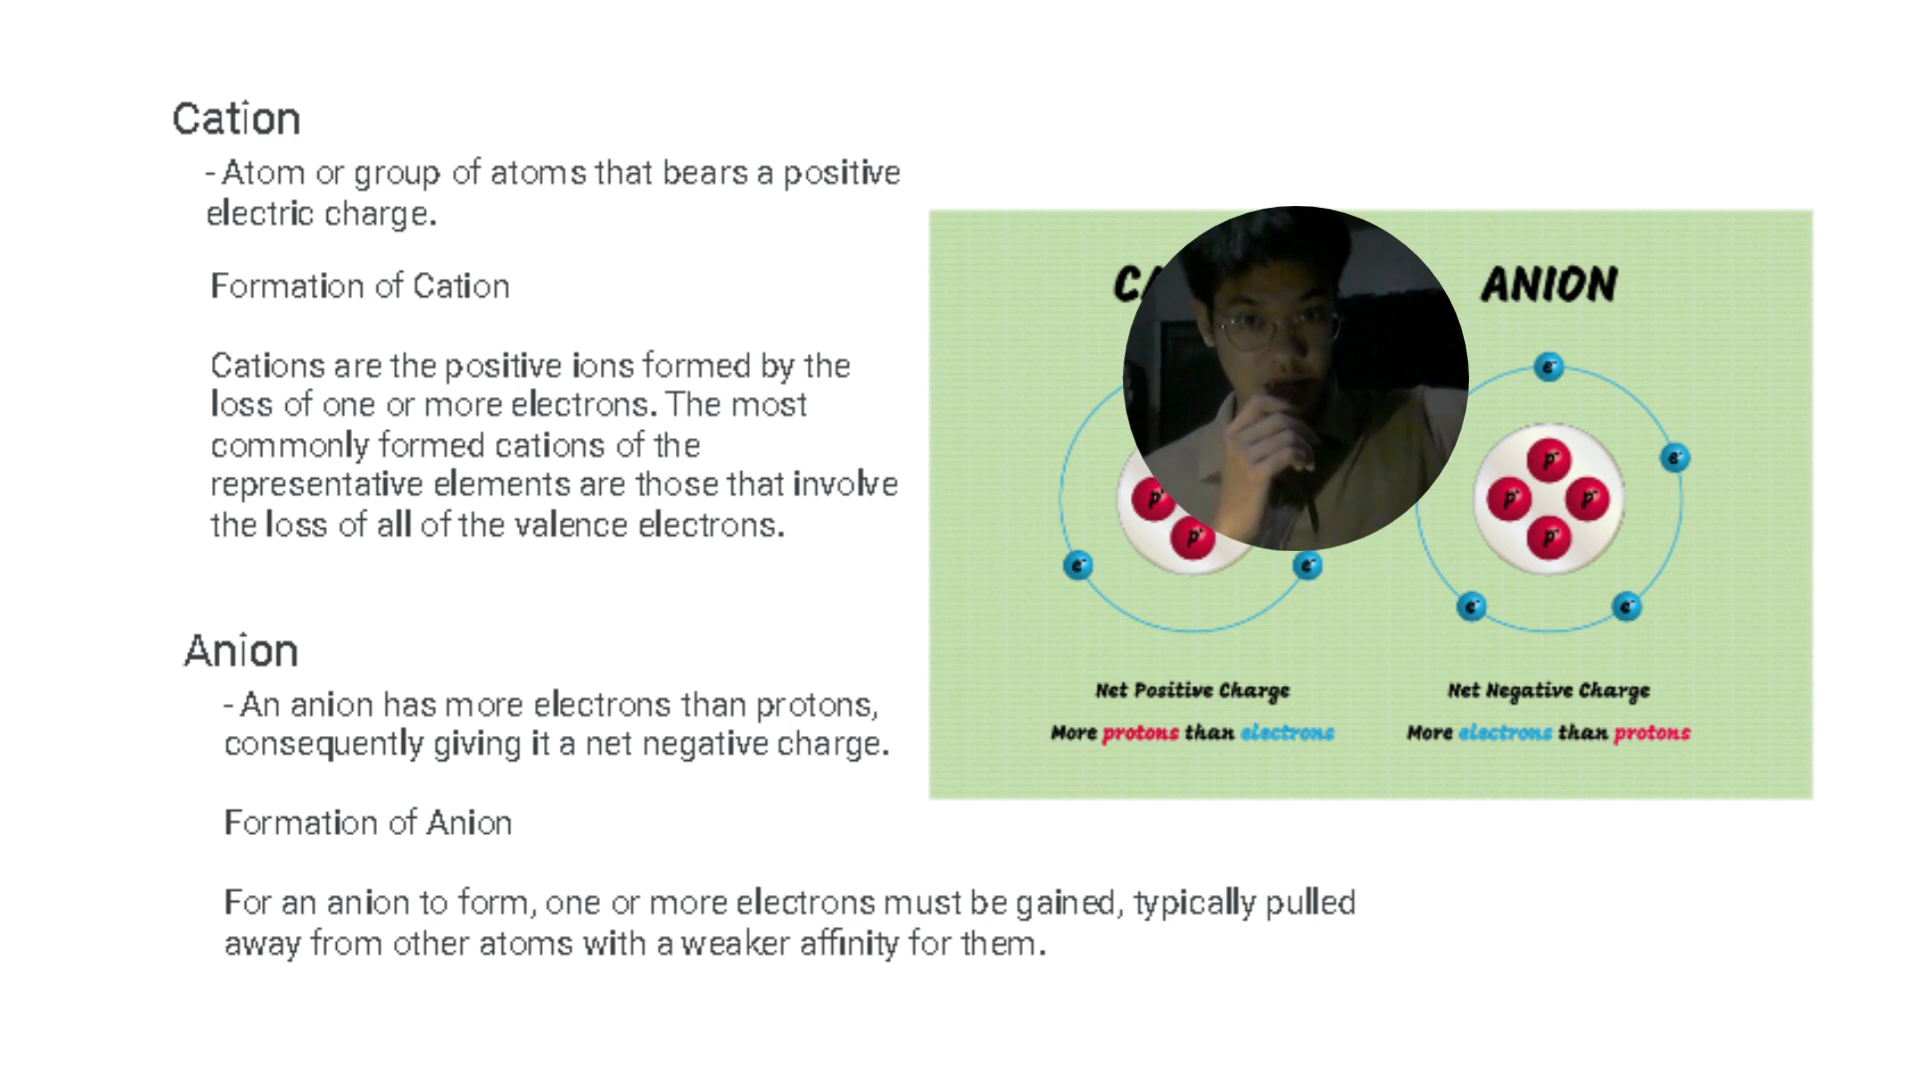 Cation
- Atom or group of atoms that bears a positive
electric charge.
Formation of Cation
Cations are the positive ions formed by the
loss of one or more electrons. The most
commonly formed cations of the
representative elements are those that involve
the loss of all of the valence electrons.
Anion
- An anion has more electrons than protons,
consequently giving it a net negative charge.
Formation of Anion
For an anion to form, one or more electrons must be gained, typically pulled
away from other atoms with a weaker affinity for them.
ANION
e⁻
e⁻
p⁺
p⁺
p⁺
p⁺
p⁺
p⁺
e⁻
e⁻
e⁻
e⁻
Net Positive Charge
More protons than electrons
Net Negative Charge
More electrons than protons